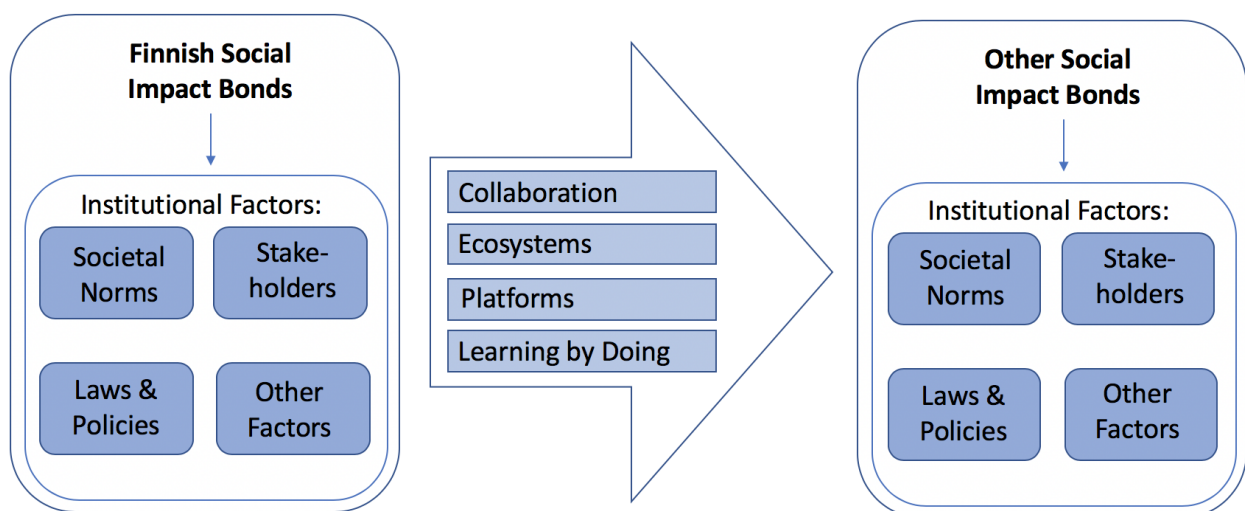 Finnish Social
Impact Bonds
Institutional Factors:
Societal
Norms
Stake-
holders
Laws &
Policies
Other
Factors
Collaboration
Ecosystems
Platforms
Learning by Doing
Other Social
Impact Bonds
Institutional Factors:
Societal
Norms
Stake-
holders
Laws &
Policies
Other
Factors